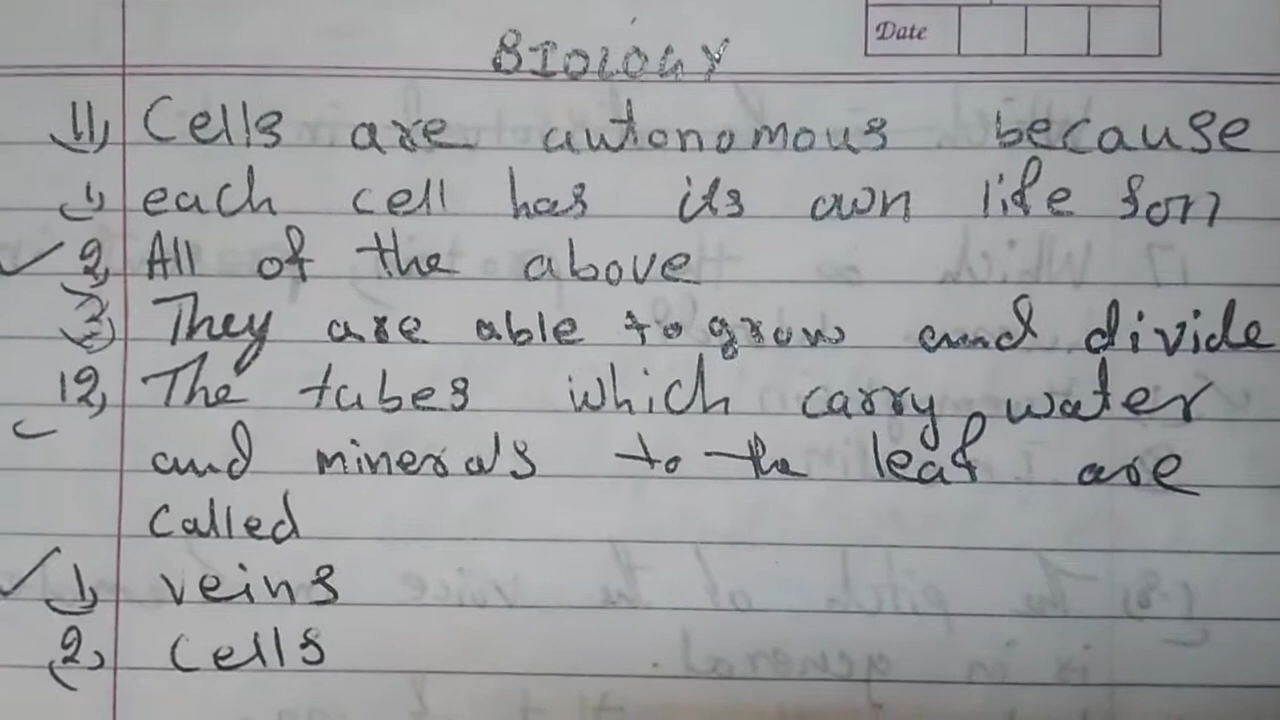 Date
BIOLOGY
11) Cells are autonomous because
1) each cell has its own life
2) All of the above
3) They are able to grow and divide
12) The tubes which carry water
and minerals to the leaf are
called
1) veins
2) cells